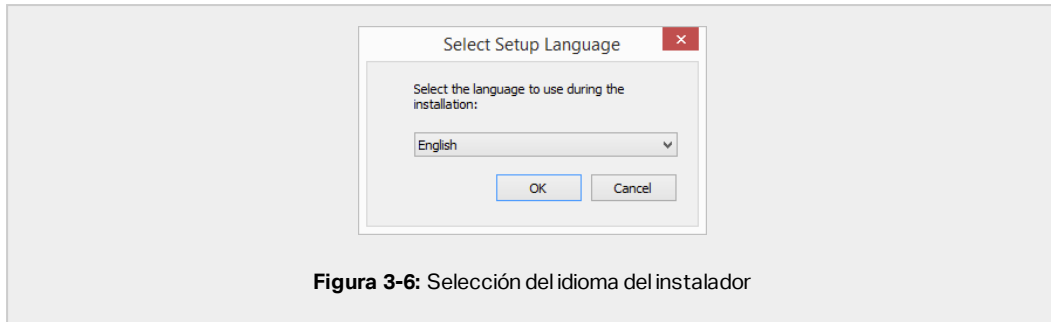 Select Setup Language
Select the language to use during the
installation:
English
OK
Cancel
Figura 3-6: Selección del idioma del instalador